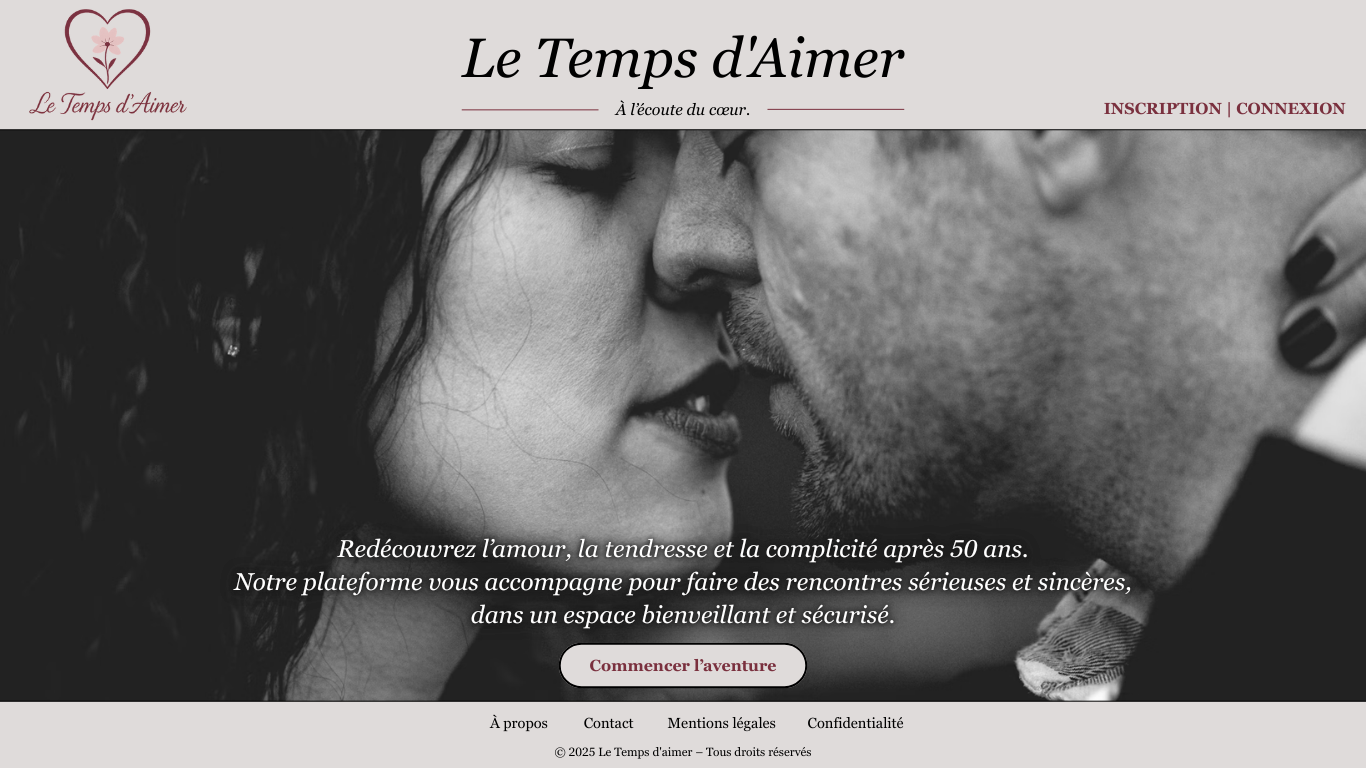 Le Temps d'Aimer
Le Temps d'Aimer
À l'écoute du cœur.
INSCRIPTION | CONNEXION
Redécouvrez l’amour, la tendresse et la complicité après 50 ans.
Notre plateforme vous accompagne pour faire des rencontres sérieuses et sincères,
dans un espace bienveillant et sécurisé.
Commencer l’aventure
À propos Contact Mentions légales Confidentialité
© 2025 Le Temps d'aimer – Tous droits réservés